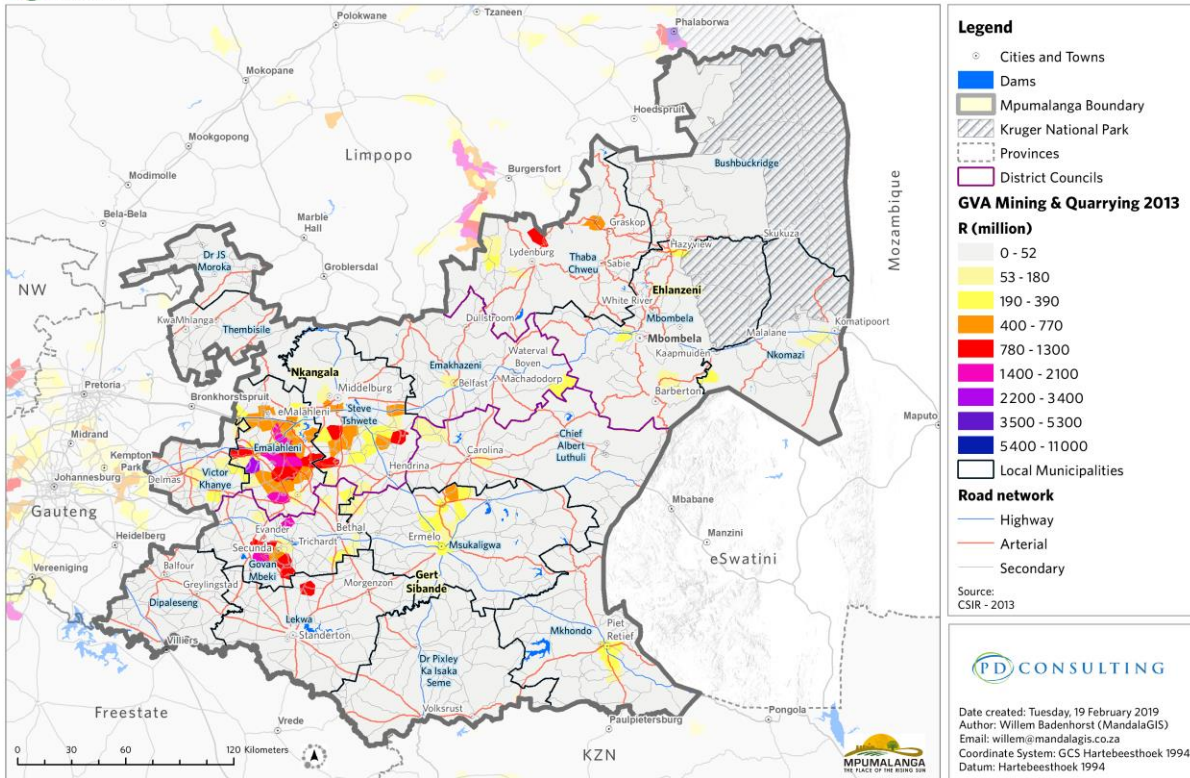 Polokwane
Tzaneen
Phalaborwa
Mokopane
Hoedspruit
Mookgopong
Limpopo
Burgersfort
Bushbuckridge
Modimolle
Mozambique
Marble
Hall
Bela-Bela
Graskop
Skukuza
Lydenburg
Hazyview
Dr JS
Moroka
Groblersdal
Thaba
Chweu
Sabie
NW
Ehlanzeni
KwaMhlanga
White River
Dullstroom
Thembisile
Mbombela
Komatipoort
Mbombela
Malalane
Waterval
Boven
Kaapmuiden
Nkomazi
Emakhazeni
Nkangala
Pretoria
Middelburg
Belfast
Machadodorp
Barberton
Bronkhorstspruit
eMalahleni
Steve
Tshwete
Maputo
Midrand
Emalahleni
Chief
Albert
Luthuli
Kempton
Park
Carolina
Hendrina
Victor
Khanye
Delmas
Johannesburg
Mbabane
Gauteng
Evander
Bethal
Manzini
Heidelberg
Trichardt
Ermelo
Msukaligwa
Secunda
eSwatini
Vereeniging
Balfour
Govan
Mbeki
Gert
Sibande
Greylingstad
Morgenzon
Dipaleseng
Lekwa
Piet
Retief
Mkhondo
Standerton
Villiers
Dr Pixley
Ka Isaka
Seme
Freestate
Volksrust
Vrede
Paulpietersburg
Pongola
KZN
0 30 60 120 Kilometers
MPUMALANGA
THE PLACE OF THE RISING SUN
Legend
Cities and Towns
Dams
Mpumalanga Boundary
Kruger National Park
Provinces
District Councils
GVA Mining & Quarrying 2013
R (million)
0 - 52
53 - 180
190 - 390
400 - 770
780 - 1300
1400 - 2100
2200 - 3400
3500 - 5300
5400 - 11000
Local Municipalities
Road network
Highway
Arterial
Secondary
Source:
CSIR - 2013
PD CONSULTING
Date created: Tuesday, 19 February 2019
Author: Willem Badenhorst (MandalaGIS)
Email: willem@mandalagis.co.za
Coordinate System: GCS Hartebeesthoek 1994
Datum: Hartebeesthoek 1994